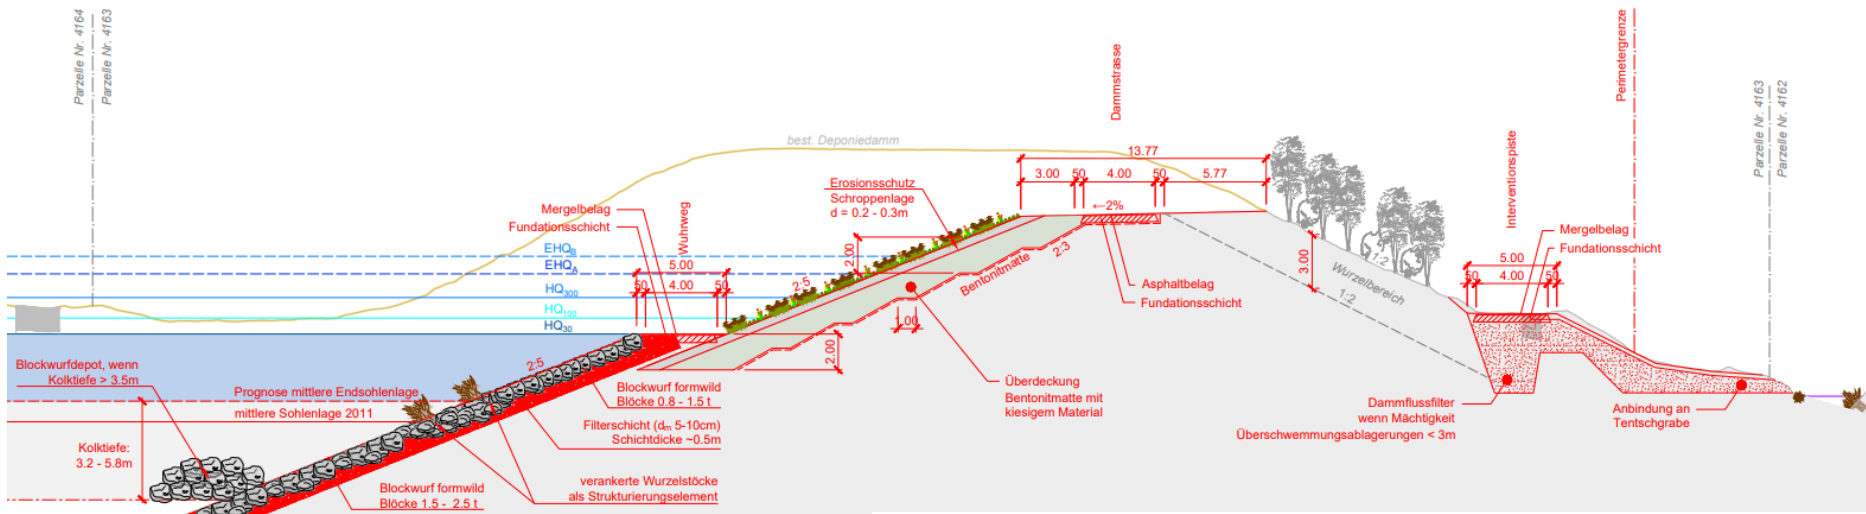 Parzelle Nr. 4164
Parzelle Nr. 4163
best. Deponiedamm
Dammstrasse
13.77
3.00
50
4.00
50
5.77
←2%
Perimetergrenze
Parzelle Nr. 4163
Parzelle Nr. 4162
Interventionspiste
Erosionsschutz
Schroppenlage
d = 0.2 - 0.3m
Mergelbelag
Fundationsschicht
Wuhrweg
EHQB
EHQA
HQ300
HQ100
HQ30
5.00
50
4.00
50
2.00
2:5
Bentonitmatte
2:3
1.00
2.00
3.00
1:2
Wurzelbereich
1:2
Mergelbelag
Fundationsschicht
5.00
50
4.00
50
Asphaltbelag
Fundationsschicht
Blockwurfdepot, wenn
Kolktiefe > 3.5m
2:5
Prognose mittlere Endsohlenlage
mittlere Sohlenlage 2011
Kolktiefe:
3.2 - 5.8m
Blockwurf formwild
Blöcke 0.8 - 1.5 t
Filterschicht (dm 5-10cm)
Schichtdicke ~0.5m
verankerte Wurzelstöcke
als Strukturierungselement
Blockwurf formwild
Blöcke 1.5 - 2.5 t
Überdeckung
Bentonitmatte mit
kiesigem Material
Dammflussfilter
wenn Mächtigkeit
Überschwemmungsablagerungen < 3m
Anbindung an
Tentschgrabe